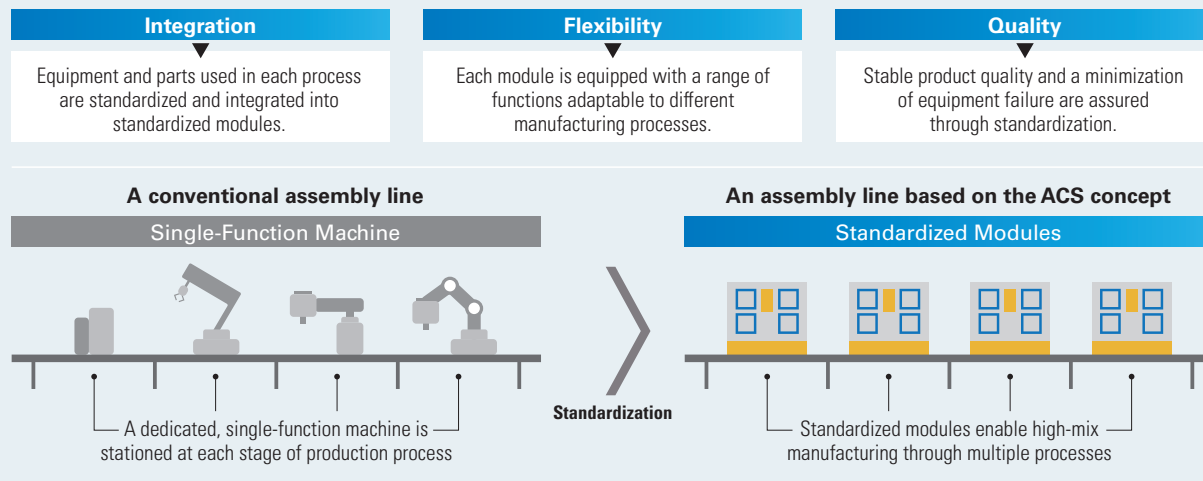 Integration
Equipment and parts used in each process
are standardized and integrated into
standardized modules.
Flexibility
Each module is equipped with a range of
functions adaptable to different
manufacturing processes.
Quality
Stable product quality and a minimization
of equipment failure are assured
through standardization.
A conventional assembly line
Single-Function Machine
A dedicated, single-function machine is
stationed at each stage of production process
Standardization
An assembly line based on the ACS concept
Standardized Modules
Standardized modules enable high-mix
manufacturing through multiple processes